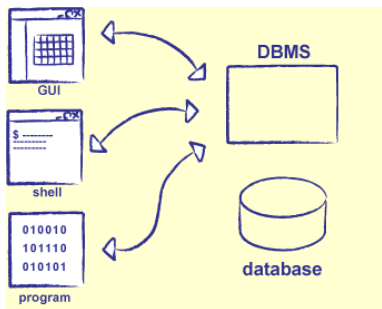 GUI
$ --------
----------
--------
shell
010010
101110
010101
program
DBMS
database